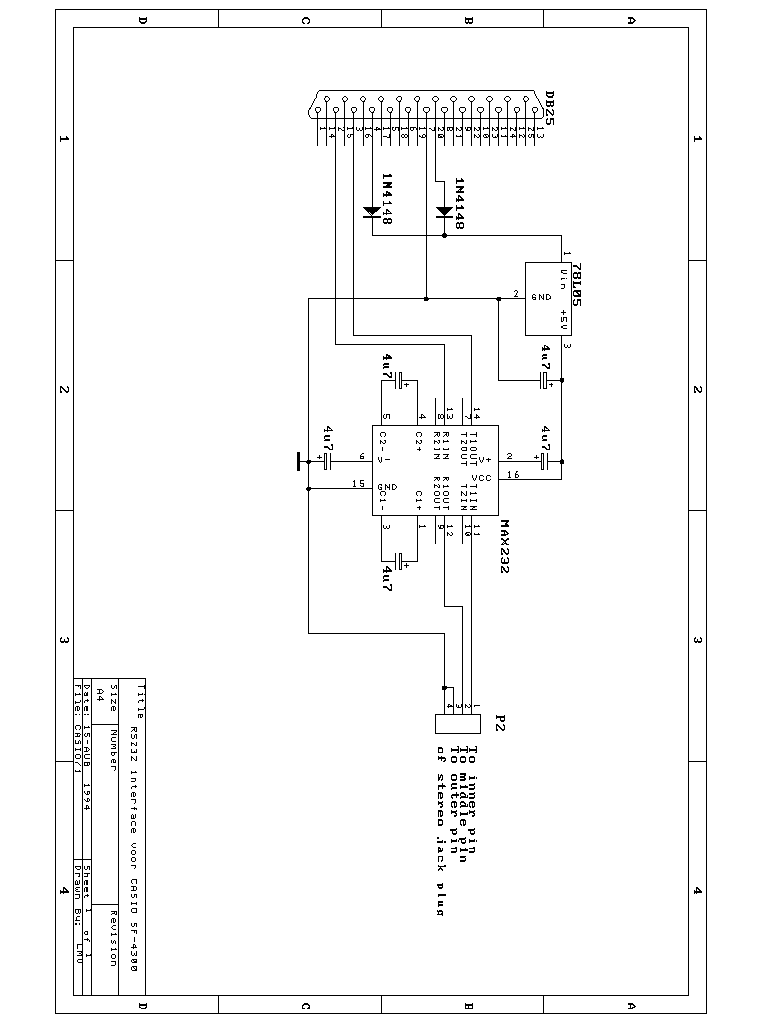 D C B A
1 2 3 4
DB25
1 14 2 15 3 16 4 17 5 18 6 19 7 20 8 21 9 22 10 23 11 24 12 25 13
1N4148
1N4148
78L05
1
Vin
2
GND
+5V
3
4u7
4u7
4u7
4u7
4u7
MAX232
5 4 8 13 7 14
C2- C2+ R2IN R1IN T2OUT T1OUT
6 V-
15 GND
V+ 2
VCC 16
C1- C1+ R2OUT R1OUT T2IN T1IN
3 1 9 12 10 11
P2
1
2
3
4
To inner pin
To middle pin
To outer pin
of stereo jack plug
Title
RS232 interface voor CASIO SF-4300
Size
A4
Number
Revision
Date: 15-AUG 1994
Sheet 1 of 1
File: CASIO/1
Drawn By: LMU
1 2 3 4
D C B A